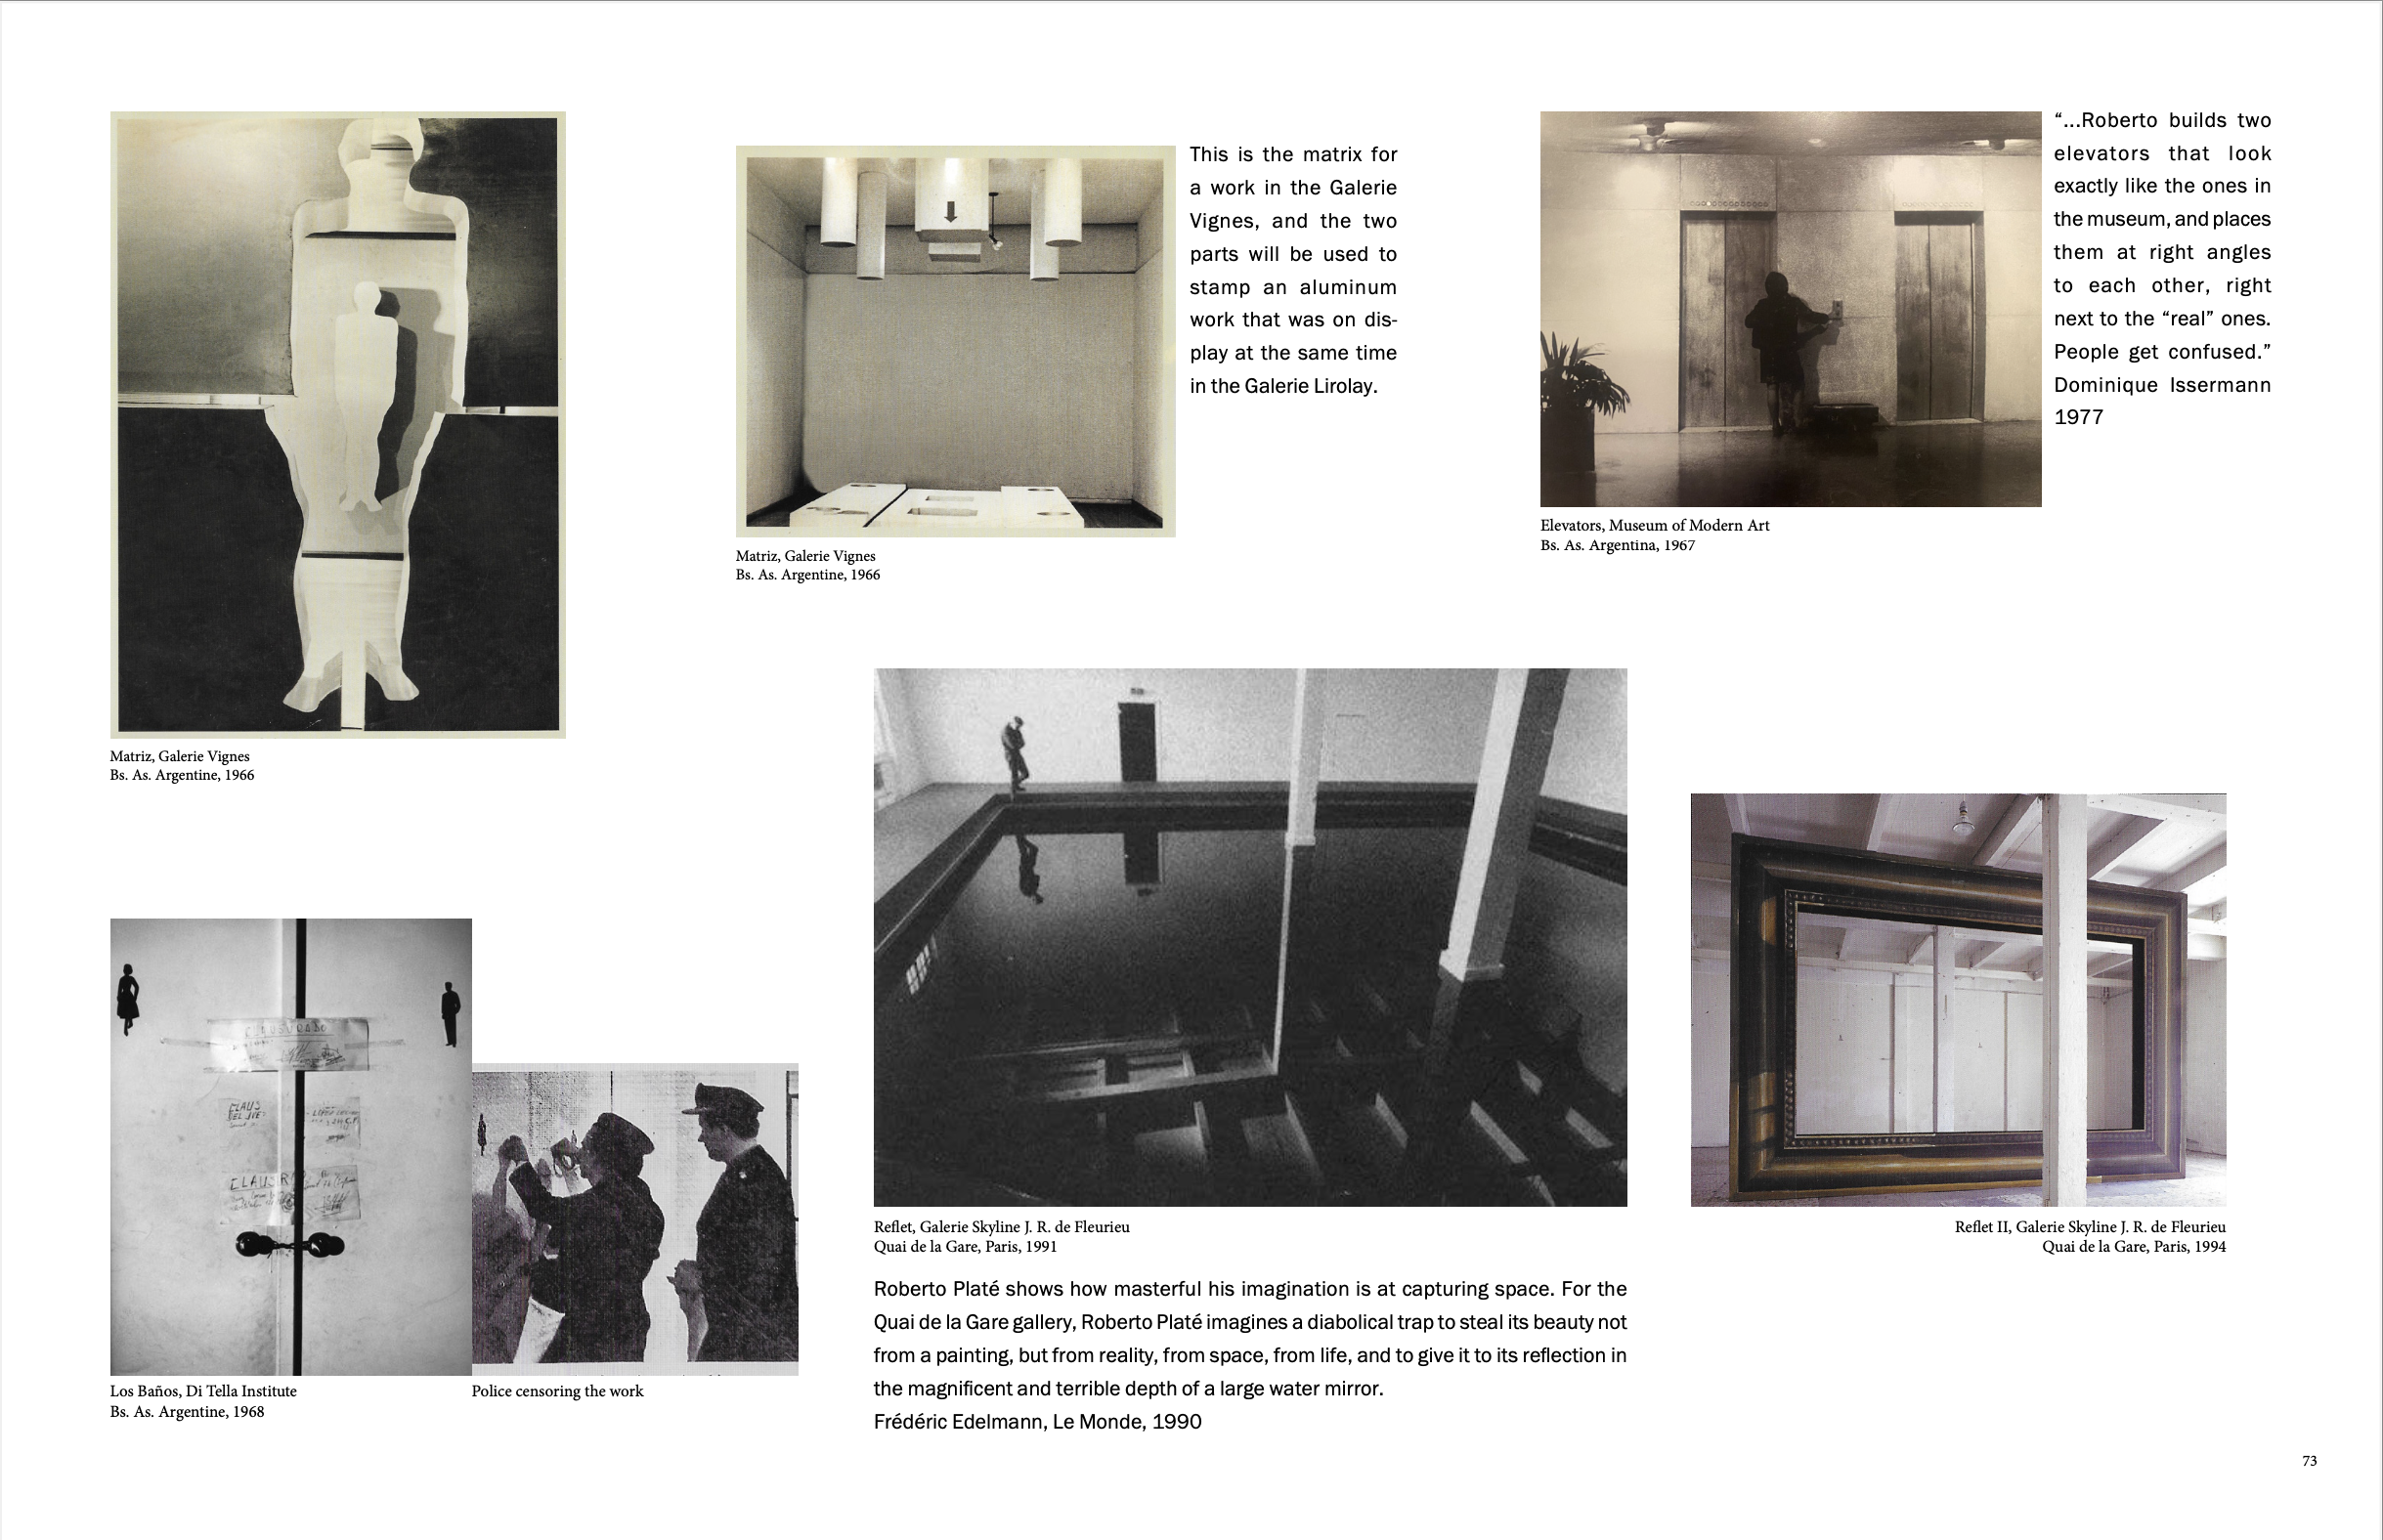 Matriz, Galerie Vignes
Bs. As. Argentine, 1966
This is the matrix for
a work in the Galerie
Vignes, and the two
parts will be used to
stamp an aluminum
work that was on dis-
play at the same time
in the Galerie Lirolay.
Matriz, Galerie Vignes
Bs. As. Argentine, 1966
“...Roberto builds two
elevators that look
exactly like the ones in
the museum, and places
them at right angles
to each other, right
next to the “real” ones.
People get confused.”
Dominique Issermann
1977
Elevators, Museum of Modern Art
Bs. As. Argentina, 1967
CLAUSURADO
CLAUS
Los Baños, Di Tella Institute
Bs. As. Argentine, 1968
Police censoring the work
Reflet, Galerie Skyline J. R. de Fleurieu
Quai de la Gare, Paris, 1991
Roberto Platé shows how masterful his imagination is at capturing space. For the
Quai de la Gare gallery, Roberto Platé imagines a diabolical trap to steal its beauty not
from a painting, but from reality, from space, from life, and to give it to its reflection in
the magnificent and terrible depth of a large water mirror.
Frédéric Edelmann, Le Monde, 1990
Reflet II, Galerie Skyline J. R. de Fleurieu
Quai de la Gare, Paris, 1994
73